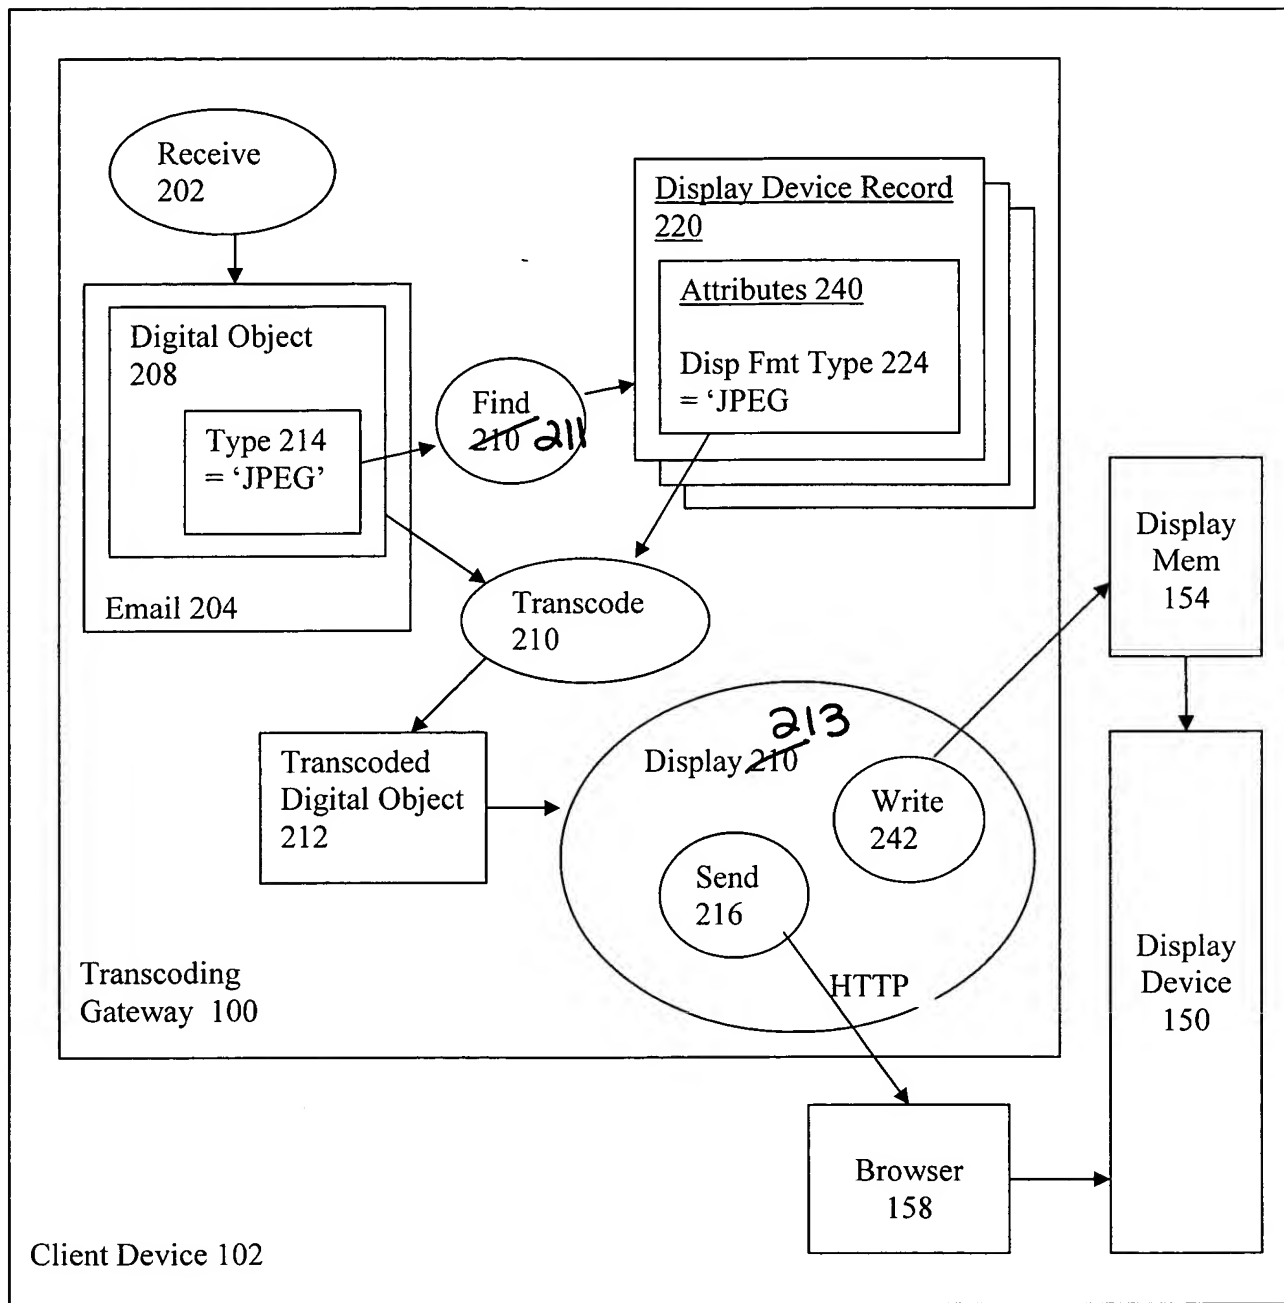 Receive
202
Display Device Record
220
Attributes 240
Disp Fmt Type 224
= ‘JPEG
Digital Object
208
Type 214
= ‘JPEG’
Email 204
Find
210 211
Transcode
210
Display
Mem
154
Transcoded
Digital Object
212
213
Display 210
Write
242
Send
216
HTTP
Display
Device
150
Transcoding
Gateway 100
Browser
158
Client Device 102